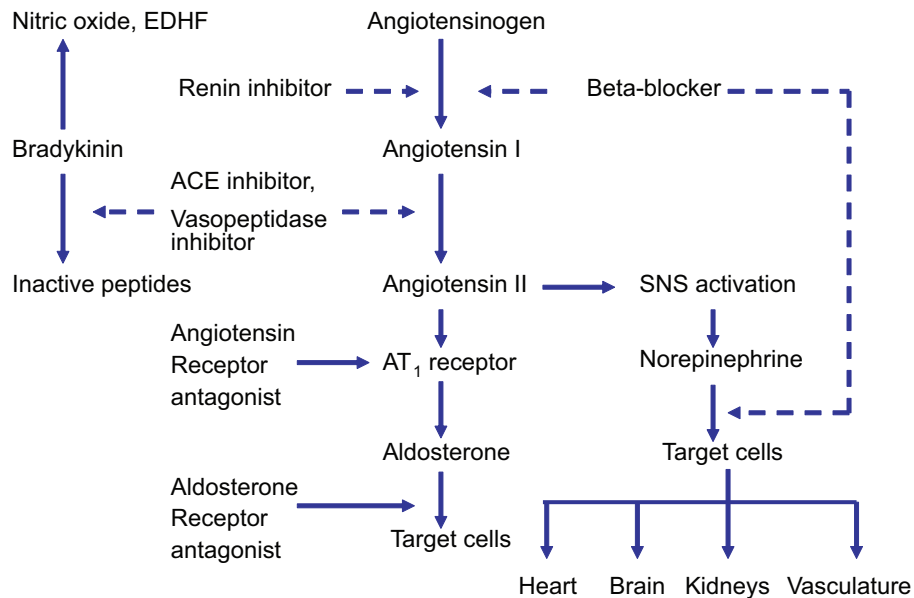 Nitric oxide, EDHF
Angiotensinogen
Renin inhibitor
Beta-blocker
Bradykinin
Angiotensin I
ACE inhibitor,
Vasopeptidase
inhibitor
Inactive peptides
Angiotensin II
SNS activation
Angiotensin
Receptor
antagonist
AT₁ receptor
Norepinephrine
Aldosterone
Target cells
Aldosterone
Receptor
antagonist
Target cells
Heart
Brain
Kidneys
Vasculature